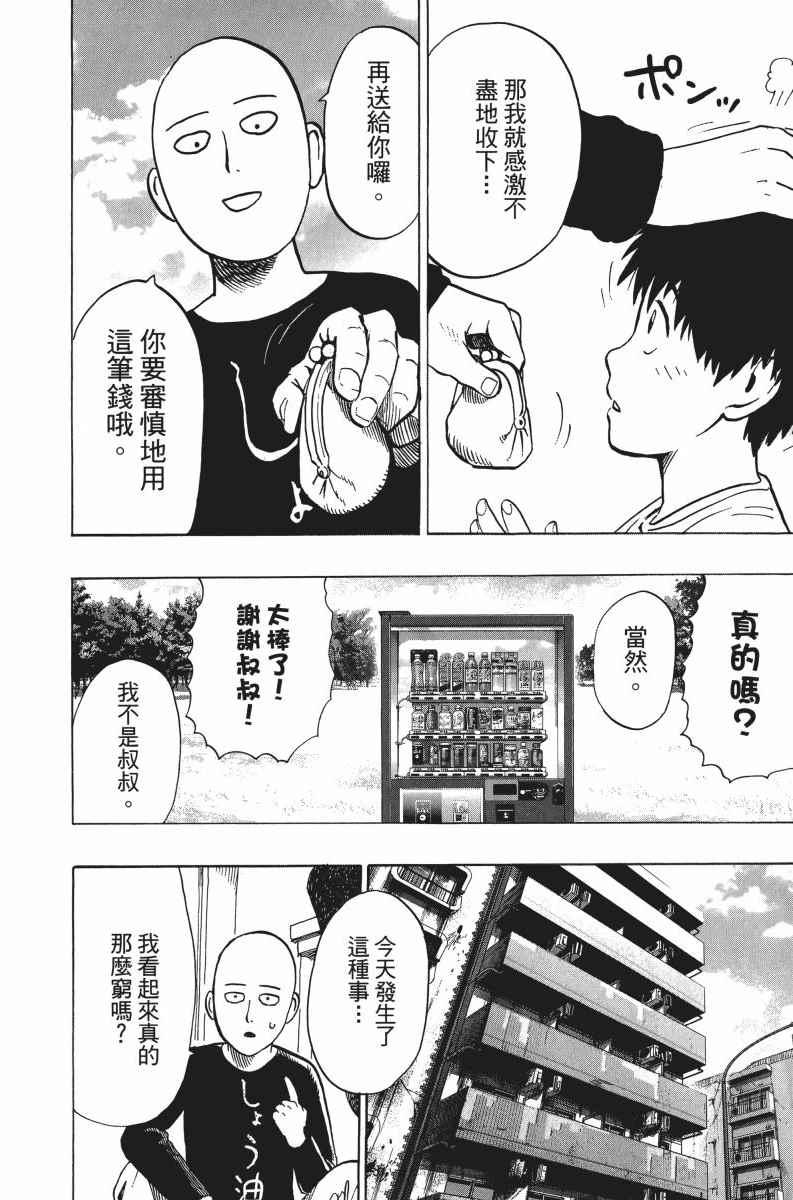 ポンッ
那我就感激不
盡地收下…
再送給你囉。
你要審慎地用
這筆錢哦。
真的嗎?
當然。
太棒了!
謝謝叔叔!
我不是叔叔。
今天發生了
這種事…
我看起來真的
那麼窮嗎?
しょう油